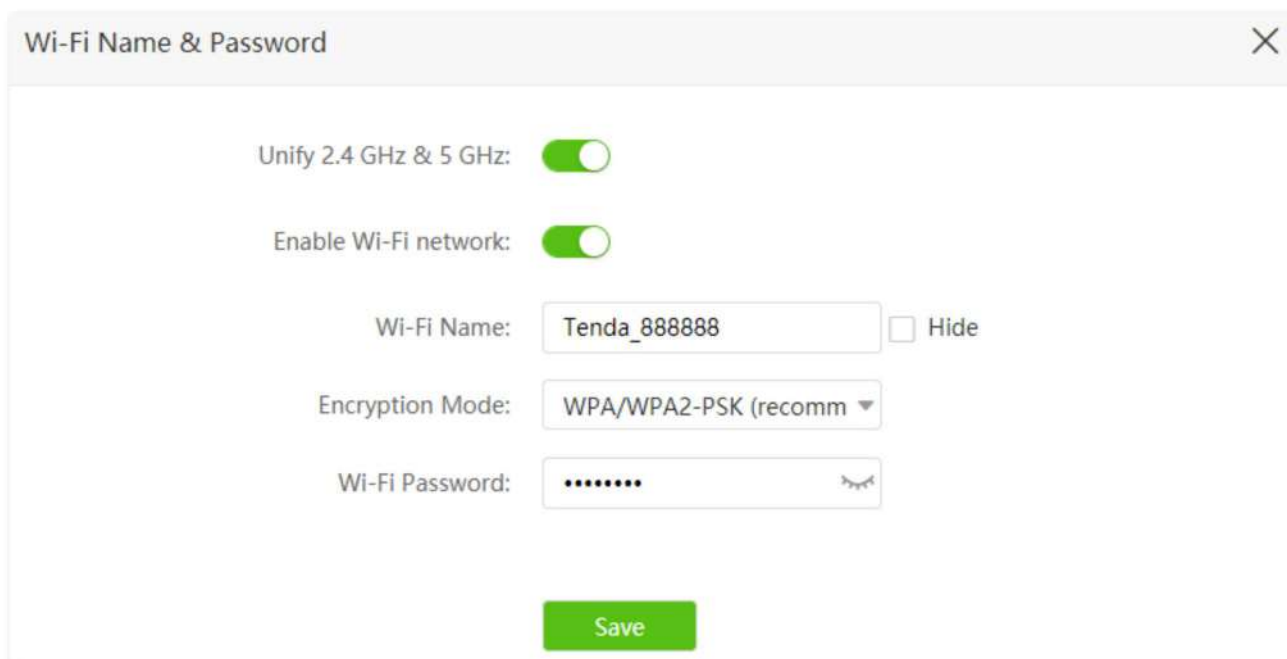 Wi-Fi Name & Password
Unify 2.4 GHz & 5 GHz:
Enable Wi-Fi network:
Wi-Fi Name: Tenda_888888 Hide
Encryption Mode: WPA/WPA2-PSK (recomm
Wi-Fi Password: ••••••••
Save